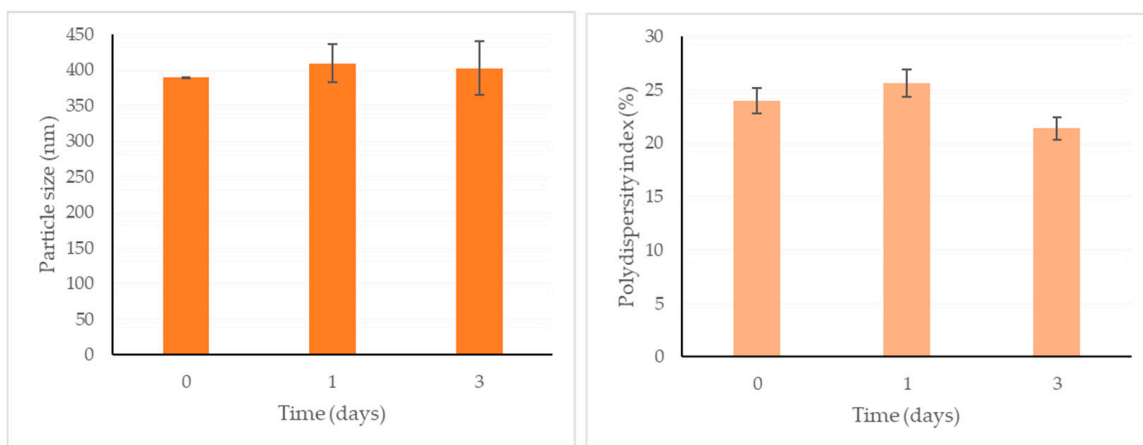 450
400
350
300
250
200
150
100
50
0
Particle size (nm)
0 1 3
Time (days)
30
25
20
15
10
5
0
Polydispersity index (%)
0 1 3
Time (days)